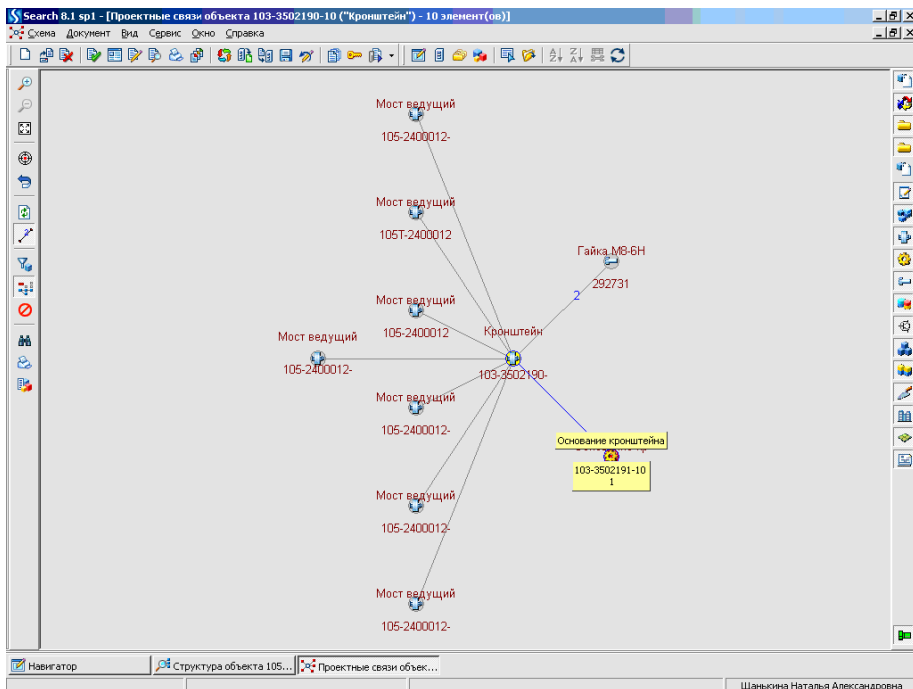 Search 8.1 sp1 - [Проектные связи объекта 103-3502190-10 ("Кронштейн") - 10 элемент(ов)]
Схема Документ Вид Сервис Окно Справка
Мост ведущий
105-2400012-
Мост ведущий
105Т-2400012
Гайка М8-6Н
292731
2
Мост ведущий
105-2400012
Кронштейн
103-3502190-
Мост ведущий
105-2400012-
Мост ведущий
105-2400012-
Основание кронштейна
103-3502191-10
1
Мост ведущий
105-2400012-
Мост ведущий
105-2400012-
Навигатор
Структура объекта 105...
Проектные связи объек...
Шанькина Наталья Александровна